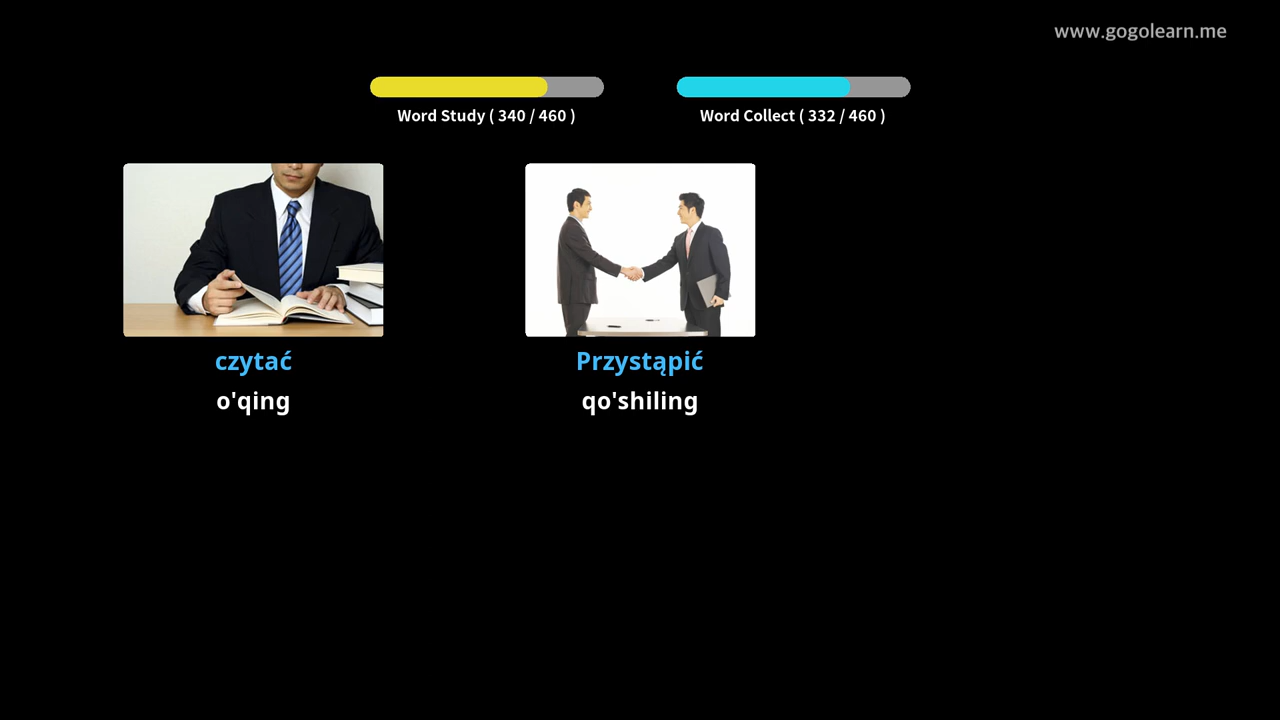 www.gogolearn.me
Word Study ( 340 / 460 )
Word Collect ( 332 / 460 )
czytać
o'qing
Przystąpić
qo'shiling